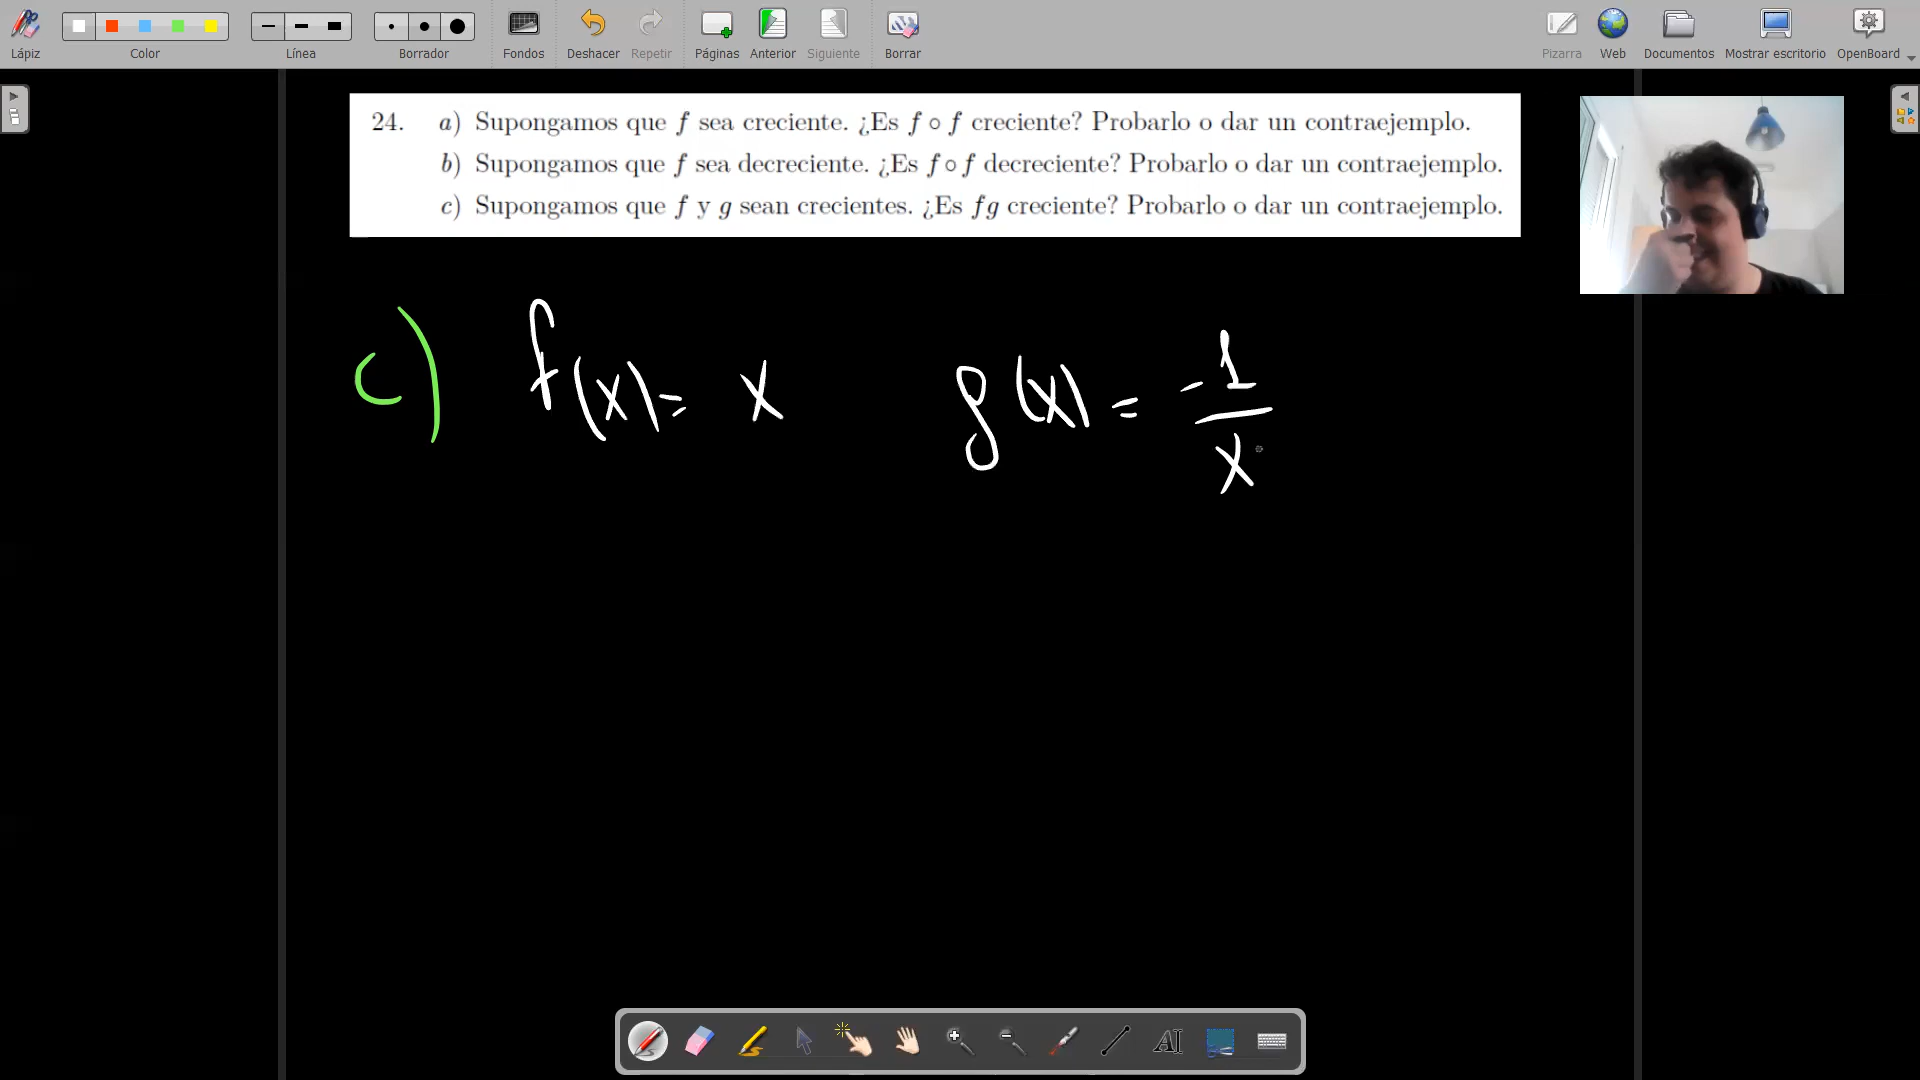 Lápiz Color Línea Borrador Fondos Deshacer Repetir Páginas Anterior Siguiente Borrar Pizarra Web Documentos Mostrar escritorio OpenBoard
24. a) Supongamos que f sea creciente. ¿Es f ∘ f creciente? Probarlo o dar un contraejemplo.
b) Supongamos que f sea decreciente. ¿Es f ∘ f decreciente? Probarlo o dar un contraejemplo.
c) Supongamos que f y g sean crecientes. ¿Es fg creciente? Probarlo o dar un contraejemplo.
c) f(x) = x g(x) = -1/x
AI